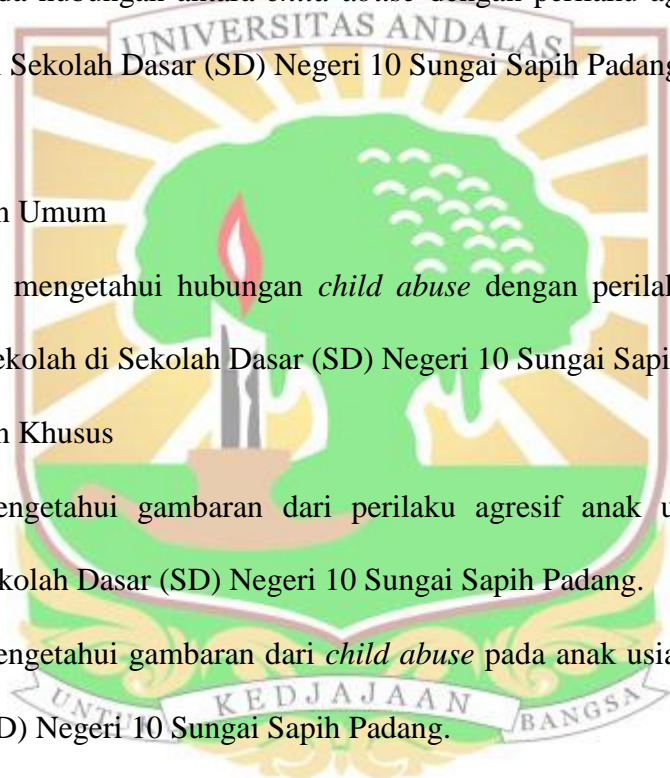 da hubungan antara child abuse dengan perilaku ag
UNIVERSITAS ANDALAS
Sekolah Dasar (SD) Negeri 10 Sungai Sapih Padang
n Umum
mengetahui hubungan child abuse dengan perilak
ekolah di Sekolah Dasar (SD) Negeri 10 Sungai Sapi
n Khusus
engetahui gambaran dari perilaku agresif anak u
kolah Dasar (SD) Negeri 10 Sungai Sapih Padang.
engetahui gambaran dari child abuse pada anak usia
UNTUK KEDJAJAAN BANGSA
D) Negeri 10 Sungai Sapih Padang.